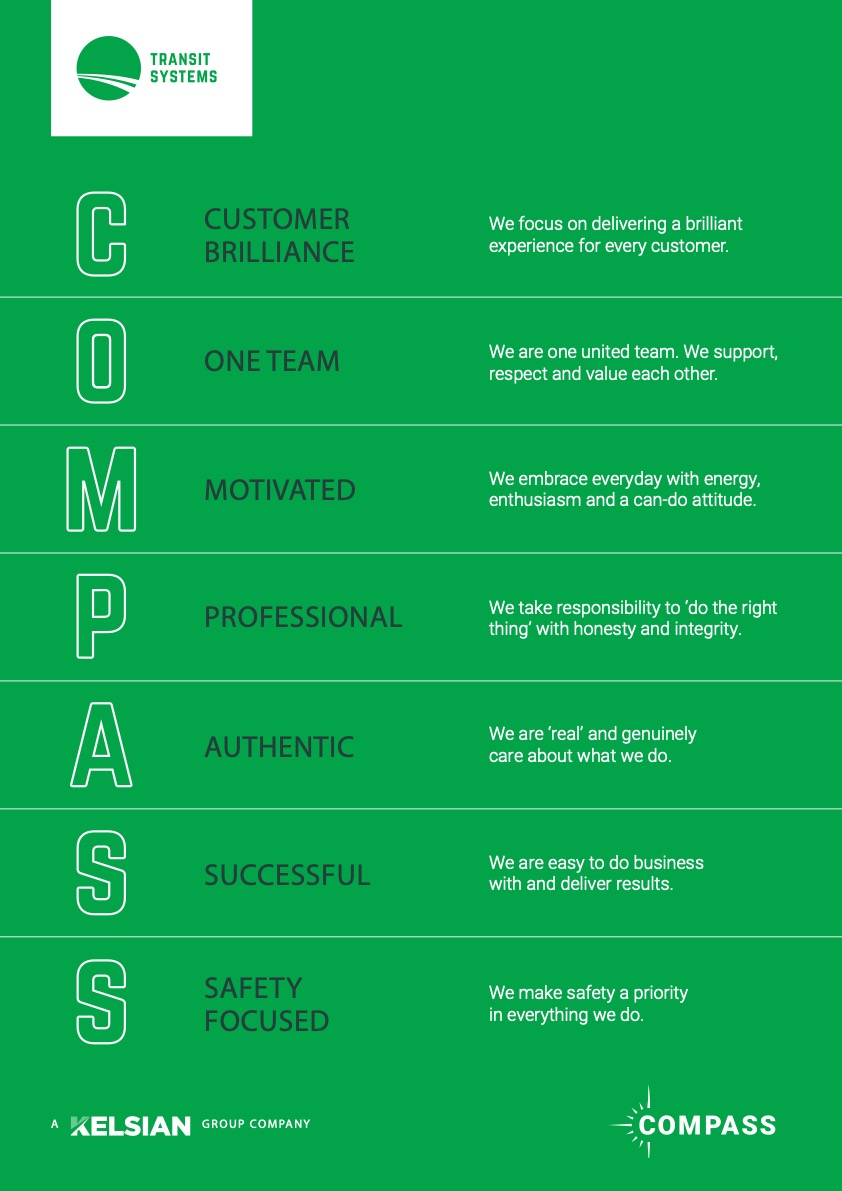 TRANSIT
SYSTEMS
C
CUSTOMER
BRILLIANCE
We focus on delivering a brilliant
experience for every customer.
O
ONE TEAM
We are one united team. We support,
respect and value each other.
M
MOTIVATED
We embrace everyday with energy,
enthusiasm and a can-do attitude.
P
PROFESSIONAL
We take responsibility to ‘do the right
thing’ with honesty and integrity.
A
AUTHENTIC
We are ’real’ and genuinely
care about what we do.
S
SUCCESSFUL
We are easy to do business
with and deliver results.
S
SAFETY
FOCUSED
We make safety a priority
in everything we do.
A KELSIAN GROUP COMPANY
COMPASS